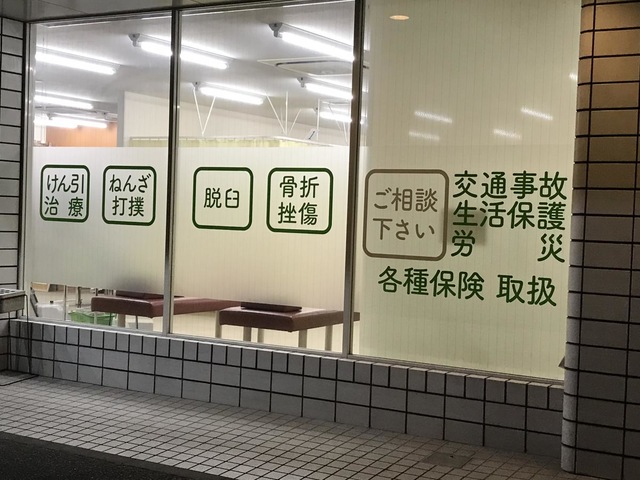 けん引
治療
ねんざ
打撲
脱臼
骨折
挫傷
ご相談
下さい
交通事故
生活保護
労災
各種保険 取扱